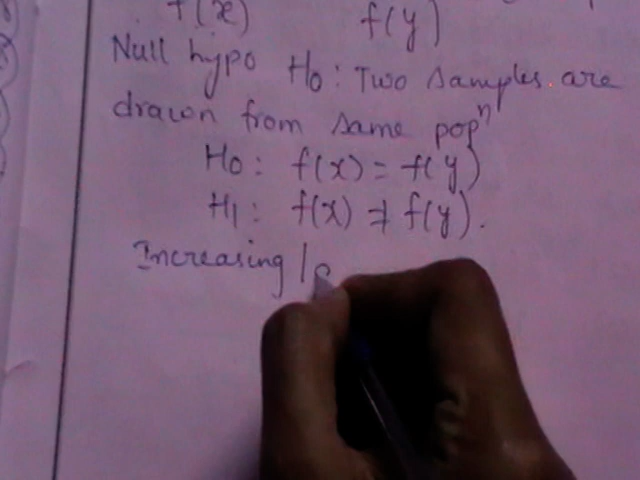 f(x) f(y)
Null hypo H0: Two samples are
drawn from same popⁿ
H0: f(x) = f(y)
H1: f(x) ≠ f(y).
Increasing /